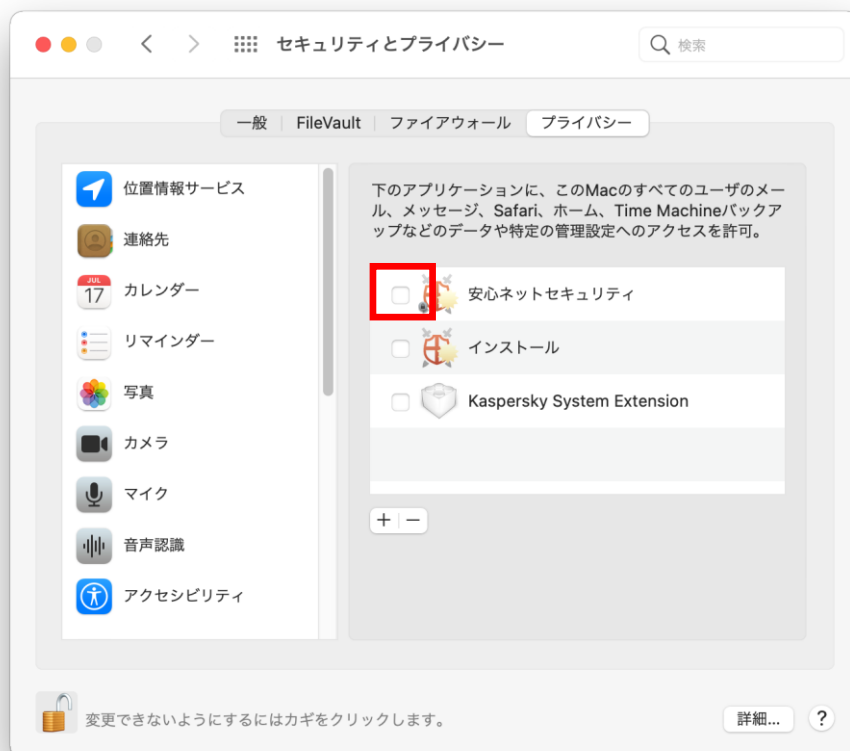 セキュリティとプライバシー
検索
一般
FileVault
ファイアウォール
プライバシー
位置情報サービス
連絡先
JUL
17
カレンダー
リマインダー
写真
カメラ
マイク
音声認識
アクセシビリティ
下のアプリケーションに、このMacのすべてのユーザのメー
ル、メッセージ、Safari、ホーム、Time Machineバックア
ップなどのデータや特定の管理設定へのアクセスを許可。
安心ネットセキュリティ
インストール
Kaspersky System Extension
変更できないようにするにはカギをクリックします。
詳細...
?